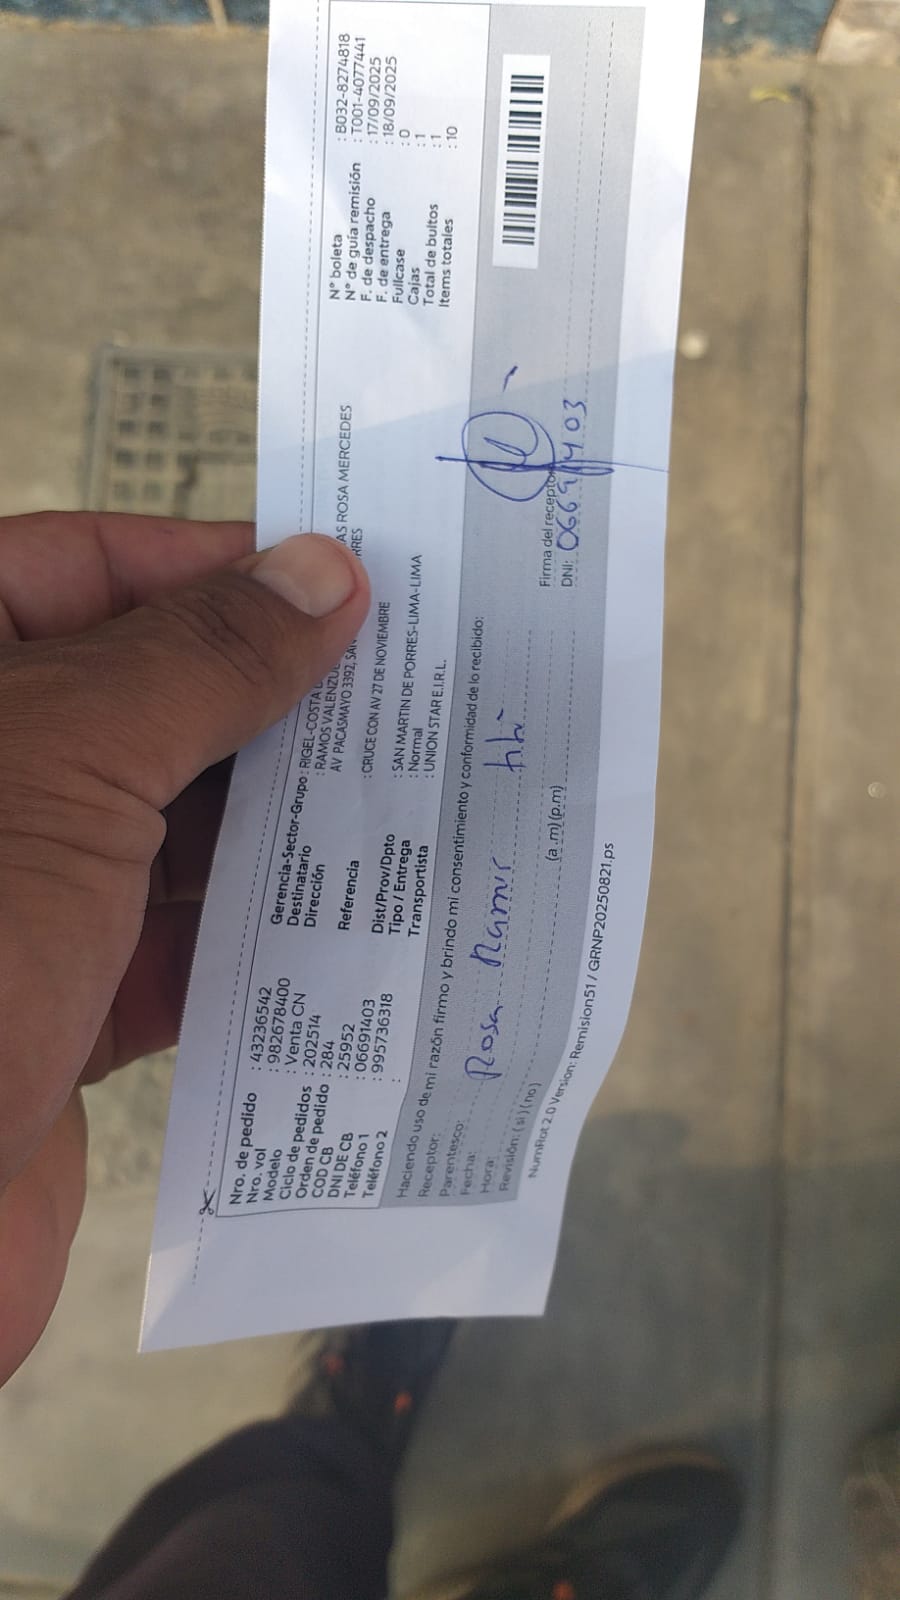 Nro. de pedido : 43236542
Nro. vol : 982678400
Modelo : Venta CN
Ciclo de pedidos : 202514
Orden de pedido : 284
COD CB : 25952
DNI DE CB : 06691403
Teléfono 1 : 995736318
Teléfono 2 :
Gerencia-Sector-Grupo : RIGEL-COSTA
Destinatario : RAMOS VALENZU AS ROSA MERCEDES
Dirección AV PACASMAYO 3392, SAN RRES
Referencia : CRUCE CON AV 27 DE NOVIEMBRE
Dist/Prov/Dpto : SAN MARTIN DE PORRES-LIMA-LIMA
Tipo / Entrega : Normal
Transportista : UNION STAR E.I.R.L.
N° boleta : B032-8274818
N° de guía remisión : T001-4077441
F. de despacho : 17/09/2025
F. de entrega : 18/09/2025
Fullcase : 0
Cajas : 1
Total de bultos : 1
Items totales : 10
Haciendo uso de mi razón firmo y brindo mi consentimiento y conformidad de lo recibido:
Receptor: Rosa
Parentesco:
Fecha:
Hora: (a.m)(p.m)
Revisión: (si) (no)
Firma del receptor
DNI:
NumRot 2.0 Version: Remision51 / GRNP20250821.ps